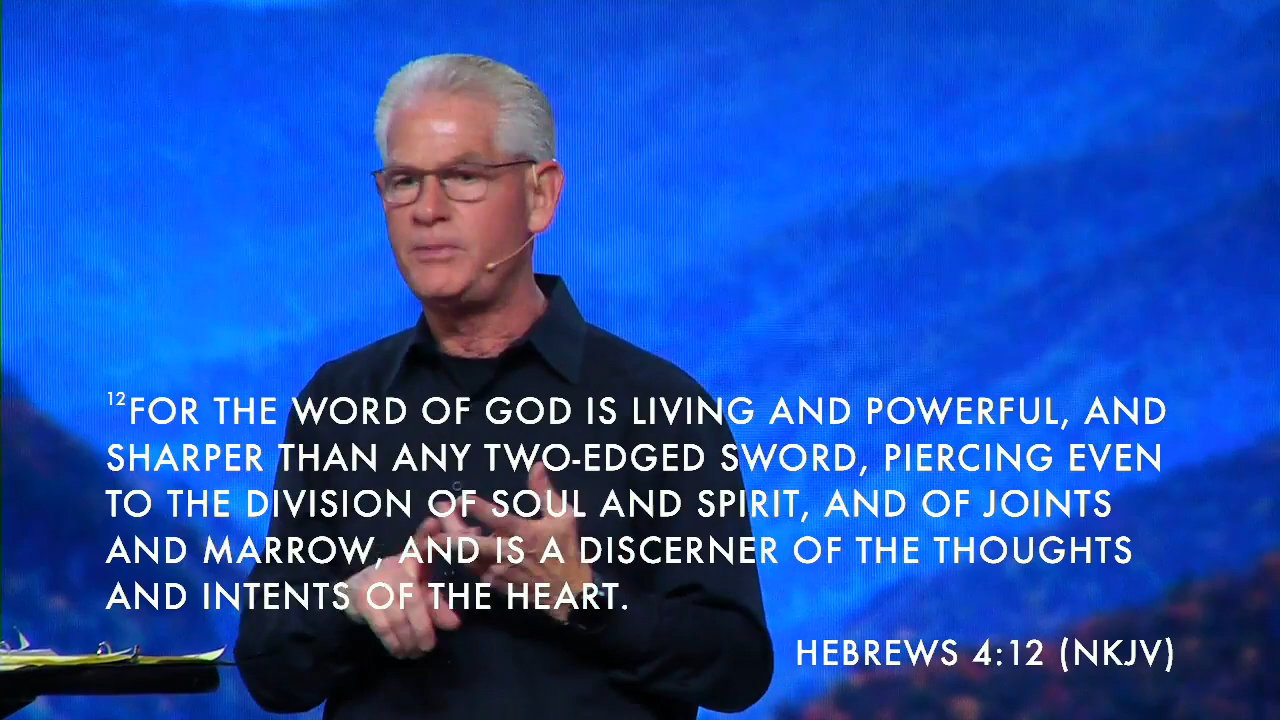 12FOR THE WORD OF GOD IS LIVING AND POWERFUL, AND
SHARPER THAN ANY TWO-EDGED SWORD, PIERCING EVEN
TO THE DIVISION OF SOUL AND SPIRIT, AND OF JOINTS
AND MARROW, AND IS A DISCERNER OF THE THOUGHTS
AND INTENTS OF THE HEART.
HEBREWS 4:12 (NKJV)